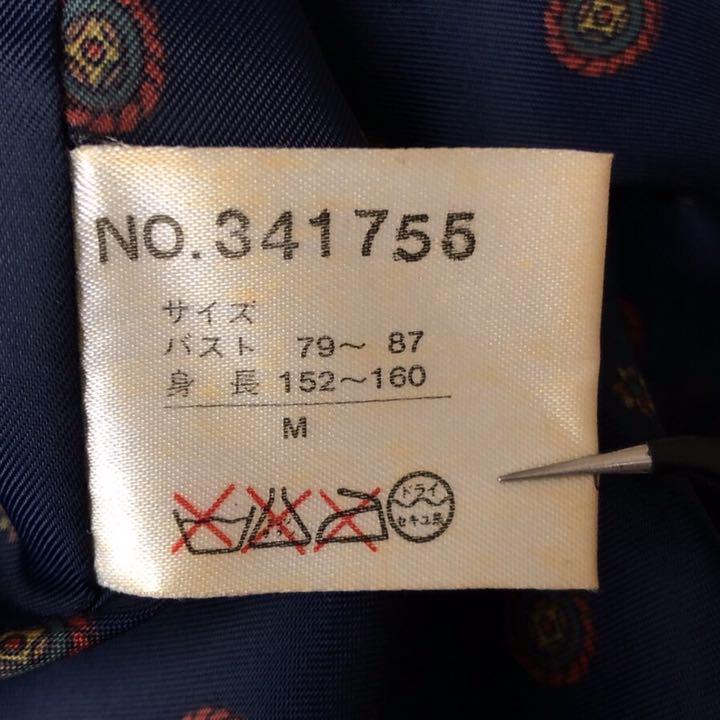 NO.341755
サイズ
バスト 79～ 87
身 長 152～160
M
ドライ
セキユ系